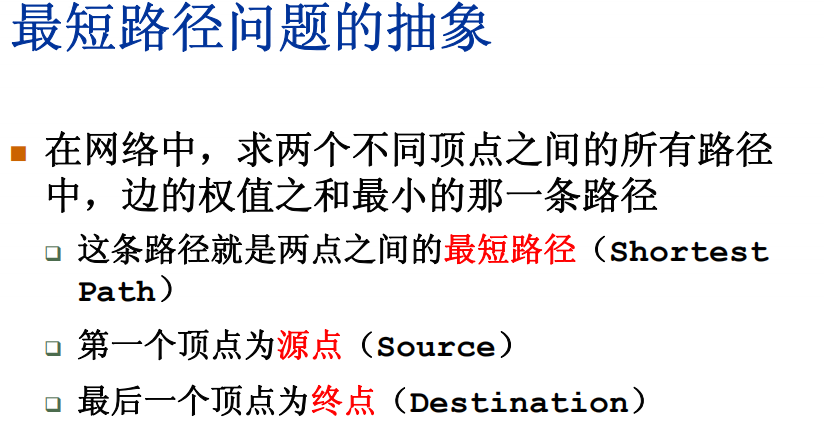 最短路径问题的抽象
在网络中，求两个不同顶点之间的所有路径
中，边的权值之和最小的那一条路径
这条路径就是两点之间的最短路径（Shortest
Path）
第一个顶点为源点（Source）
最后一个顶点为终点（Destination）